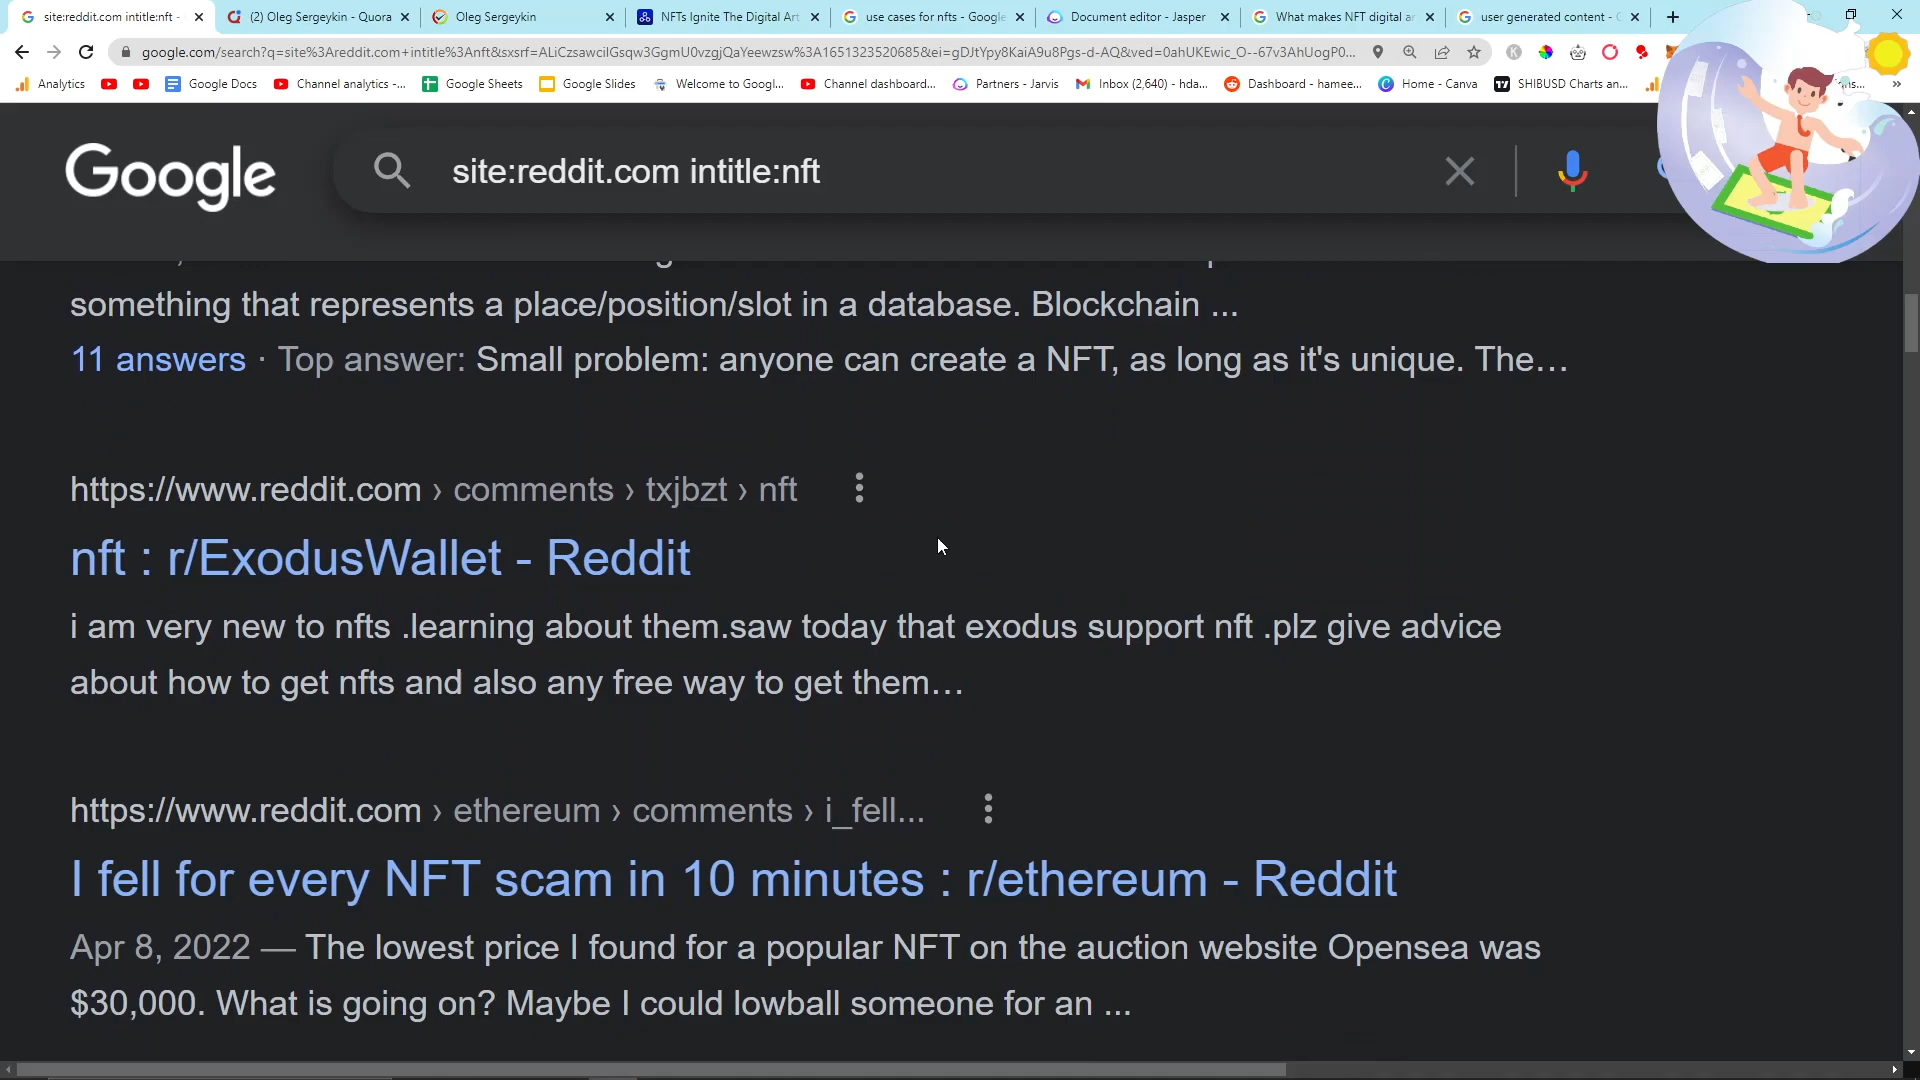 site:reddit.com intitle:nft -
(2) Oleg Sergeykin - Quora
Oleg Sergeykin
NFTs Ignite The Digital Art
use cases for nfts - Google
Document editor - Jasper
What makes NFT digital ar
user generated content - G
google.com/search?q=site%3Areddit.com+intitle%3Anft&sxsrf=ALiCzsawcilGsqw3GgmU0vzgjQaYeewzsw%3A1651323520685&ei=gDJtYpy8KaiA9u8Pgs-d-AQ&ved=0ahUKEwic_O--67v3AhUogP0...
Analytics
Google Docs
Channel analytics -...
Google Sheets
Google Slides
Welcome to Googl...
Channel dashboard...
Partners - Jarvis
Inbox (2,640) - hda...
Dashboard - hamee...
Home - Canva
SHIBUSD Charts an...
Google
site:reddit.com intitle:nft
something that represents a place/position/slot in a database. Blockchain ...
11 answers · Top answer: Small problem: anyone can create a NFT, as long as it's unique. The…
https://www.reddit.com › comments › txjbzt › nft
nft : r/ExodusWallet - Reddit
i am very new to nfts .learning about them.saw today that exodus support nft .plz give advice
about how to get nfts and also any free way to get them…
https://www.reddit.com › ethereum › comments › i_fell...
I fell for every NFT scam in 10 minutes : r/ethereum - Reddit
Apr 8, 2022 — The lowest price I found for a popular NFT on the auction website Opensea was
$30,000. What is going on? Maybe I could lowball someone for an ...